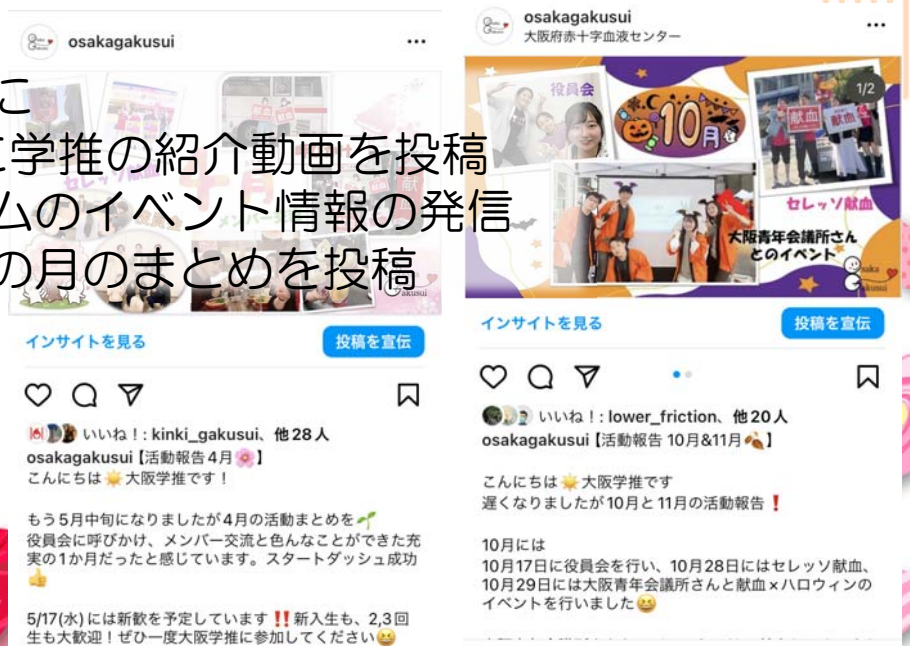 osakagakusui
こ
学推の紹介動画を投稿
ムのイベント情報の発信
の月のまとめを投稿
インサイトを見る
投稿を宣伝
いいね!: kinki_gakusui、他28人
osakagakusui【活動報告4月🌸】
こんにちは☀️大阪学推です!
もう5月中旬になりましたが4月の活動まとめを🌱
役員会に呼びかけ、メンバー交流と色んなことができた充
実の1か月だったと感じています。スタートダッシュ成功
👍
5/17(水)には新歓を予定しています‼️新入生も、2,3回
生も大歓迎!ぜひ一度大阪学推に参加してください😆
osakagakusui
大阪府赤十字血液センター
1/2
役員会
10月
献血
献血
セレッソ献血
大阪青年会議所さん
とのイベント
インサイトを見る
投稿を宣伝
いいね!: lower_friction、他20人
osakagakusui【活動報告 10月&11月🍂】
こんにちは☀️大阪学推です
遅くなりましたが10月と11月の活動報告❗
10月には
10月17日に役員会を行い、10月28日にはセレッソ献血、
10月29日には大阪青年会議所さんと献血×ハロウィンの
イベントを行いました😆